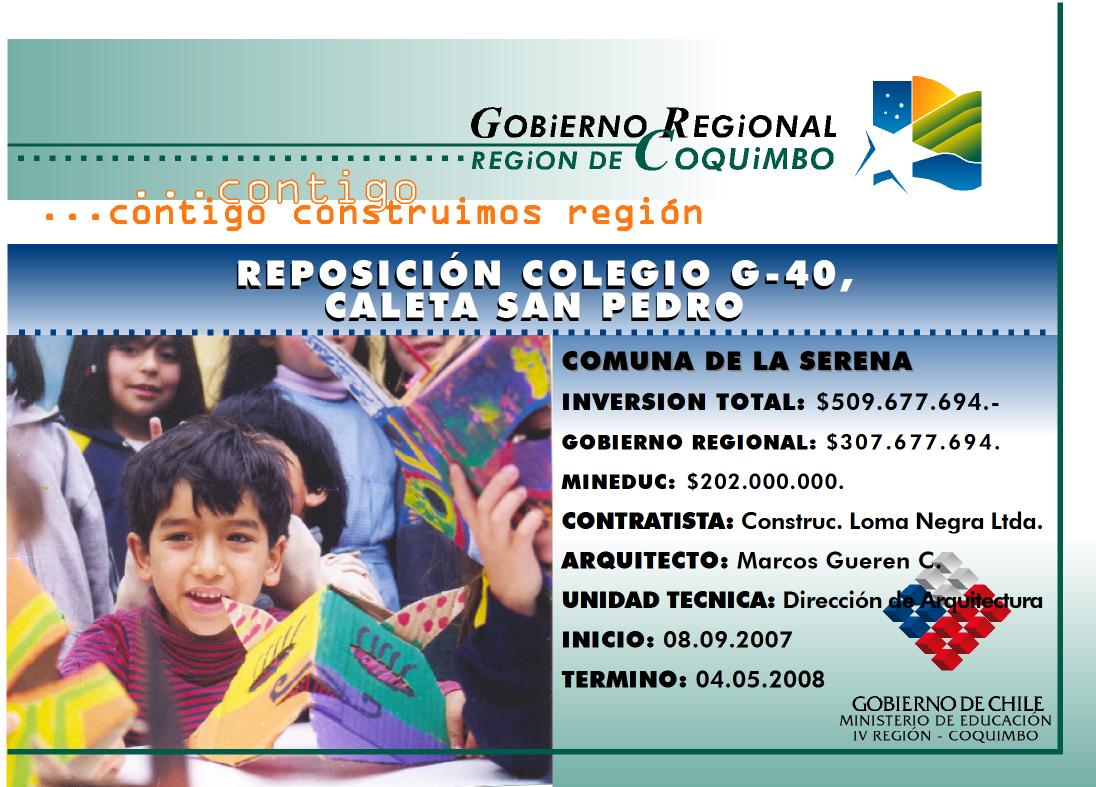 GOBiERNO REGiONAL
REGiON DE COQUiMBO
...contigo
...contigo construimos región
REPOSICIÓN COLEGIO G-40,
CALETA SAN PEDRO
COMUNA DE LA SERENA
INVERSION TOTAL: $509.677.694.-
GOBIERNO REGIONAL: $307.677.694.
MINEDUC: $202.000.000.
CONTRATISTA: Construc. Loma Negra Ltda.
ARQUITECTO: Marcos Gueren C.
UNIDAD TECNICA: Dirección de Arquitectura
INICIO: 08.09.2007
TERMINO: 04.05.2008
GOBIERNO DE CHILE
MINISTERIO DE EDUCACIÓN
IV REGIÓN - COQUIMBO